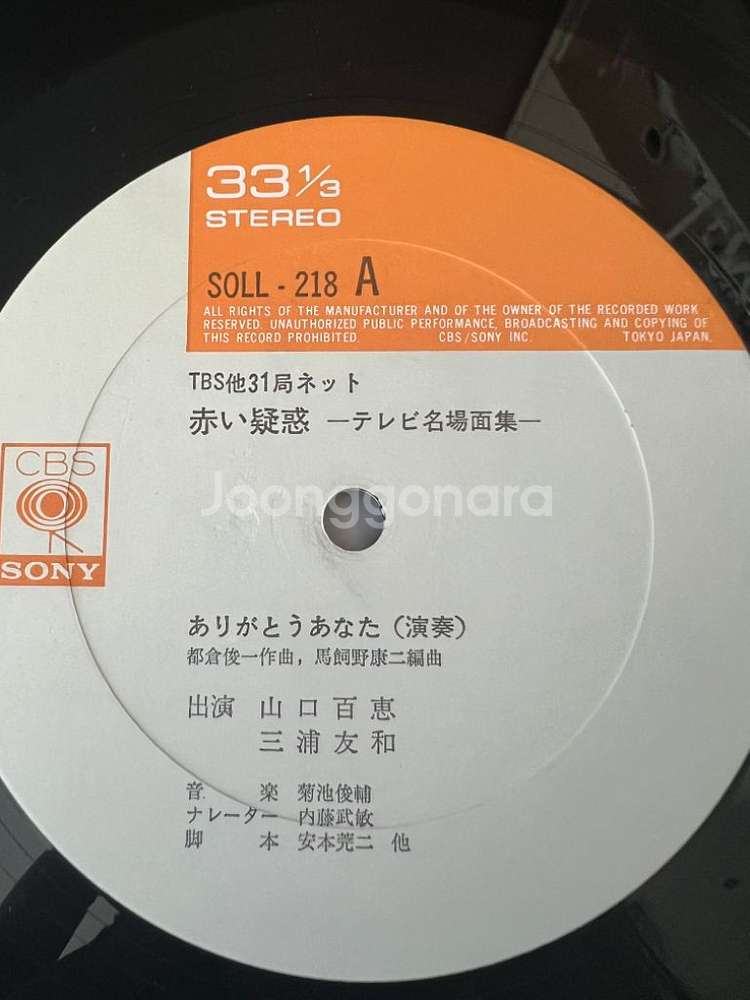 33 1/3
STEREO
SOLL - 218 A
ALL RIGHTS OF THE MANUFACTURER AND OF THE OWNER OF THE RECORDED WORK
RESERVED. UNAUTHORIZED PUBLIC PERFORMANCE, BROADCASTING AND COPYING OF
THIS RECORD PROHIBITED. CBS/SONY INC. TOKYO JAPAN.
TBS他31局ネット
赤い疑惑 ―テレビ名場面集―
CBS
SONY
Joonggonara
ありがとうあなた(演奏)
都倉俊一作曲, 馬飼野康二編曲
出演 山口百恵
三浦友和
音楽 菊池俊輔
ナレーター 内藤武敏
脚本 安本莞二 他